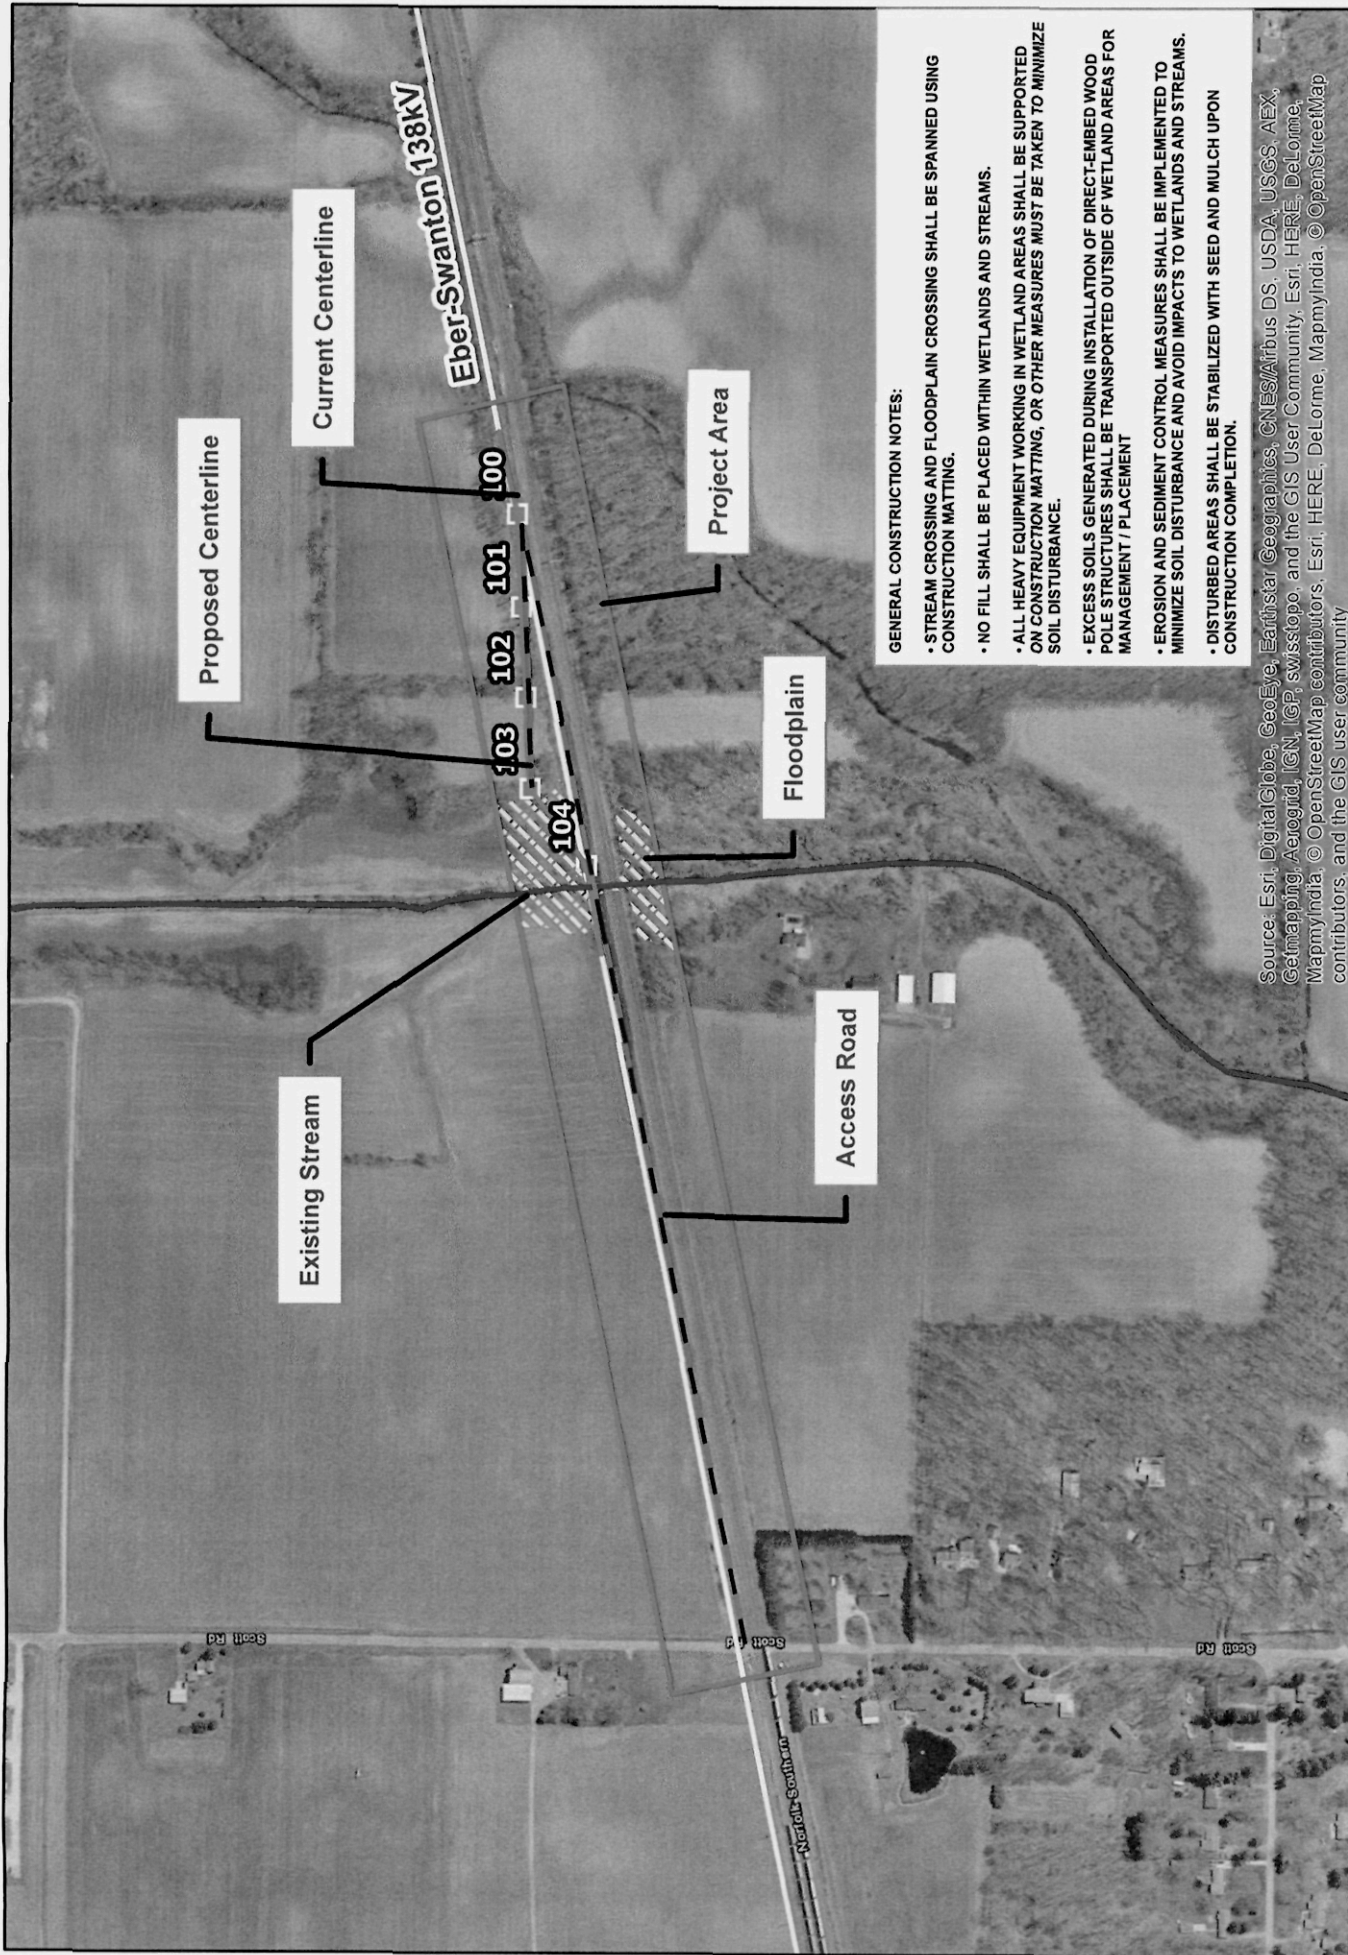 Eber-Swanton 138kV
Current Centerline
Proposed Centerline
100
101
102
103
104
Project Area
Floodplain
Existing Stream
Access Road
Scott Rd
Scott Rd
Scott Rd
Norfolk Southern
GENERAL CONSTRUCTION NOTES:
• STREAM CROSSING AND FLOODPLAIN CROSSING SHALL BE SPANNED USING
CONSTRUCTION MATTING.
• NO FILL SHALL BE PLACED WITHIN WETLANDS AND STREAMS.
• ALL HEAVY EQUIPMENT WORKING IN WETLAND AREAS SHALL BE SUPPORTED
ON CONSTRUCTION MATTING, OR OTHER MEASURES MUST BE TAKEN TO MINIMIZE
SOIL DISTURBANCE.
• EXCESS SOILS GENERATED DURING INSTALLATION OF DIRECT-EMBED WOOD
POLE STRUCTURES SHALL BE TRANSPORTED OUTSIDE OF WETLAND AREAS FOR
MANAGEMENT / PLACEMENT
• EROSION AND SEDIMENT CONTROL MEASURES SHALL BE IMPLEMENTED TO
MINIMIZE SOIL DISTURBANCE AND AVOID IMPACTS TO WETLANDS AND STREAMS.
• DISTURBED AREAS SHALL BE STABILIZED WITH SEED AND MULCH UPON
CONSTRUCTION COMPLETION.
Source: Esri, DigitalGlobe, GeoEye, Earthstar Geographics, CNES/Airbus DS, USDA, USGS, AEX,
Getmapping, Aerogrid, IGN, IGP, swisstopo, and the GIS User Community, Esri, HERE, DeLorme,
MapmyIndia, © OpenStreetMap contributors, Esri, HERE, DeLorme, MapmyIndia, © OpenStreetMap
contributors, and the GIS user community